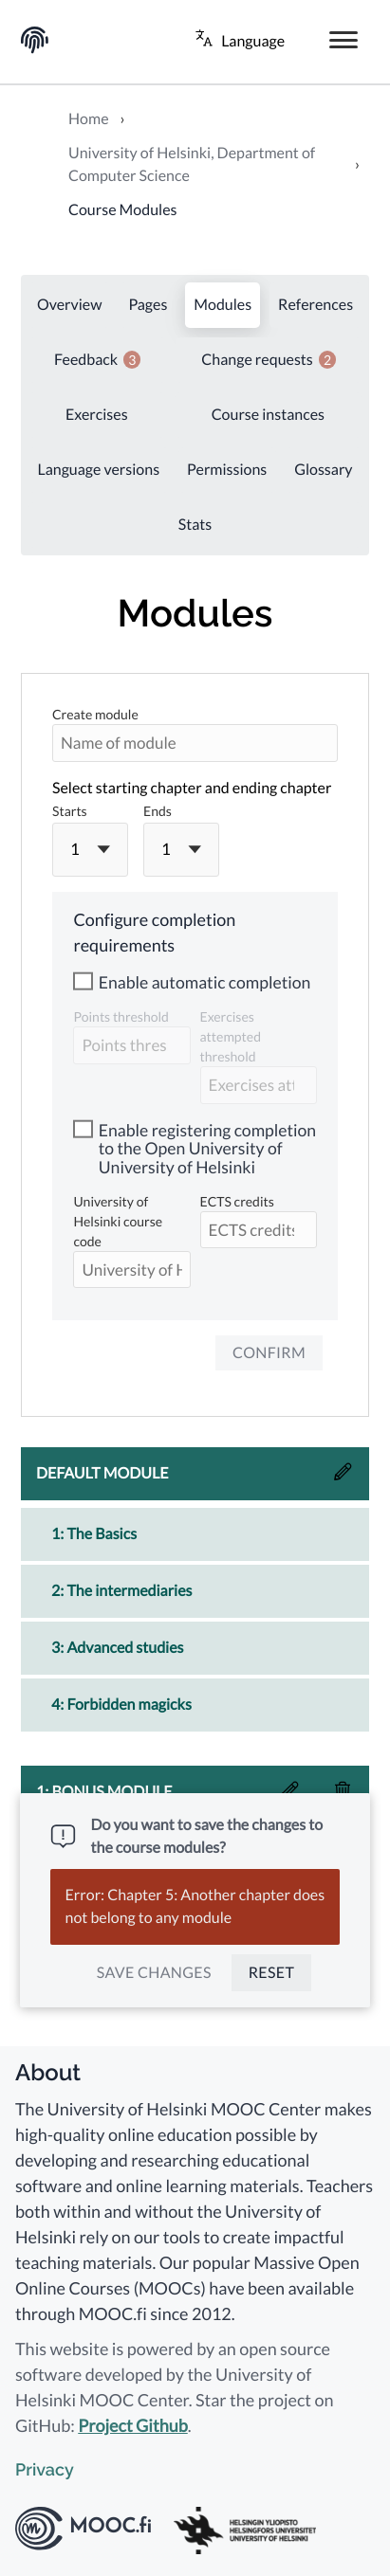 Language
Home ›
University of Helsinki, Department of
Computer Science ›
Course Modules
Overview Pages Modules References
Feedback 3 Change requests 2
Exercises Course instances
Language versions Permissions Glossary
Stats
Modules
Create module
Name of module
Select starting chapter and ending chapter
Starts Ends
1 1
Configure completion
requirements
Enable automatic completion
Points threshold
Points thres
Exercises
attempted
threshold
Exercises att
Enable registering completion
to the Open University of
University of Helsinki
University of
Helsinki course
code
University of H
ECTS credits
ECTS credits
CONFIRM
DEFAULT MODULE
1: The Basics
2: The intermediaries
3: Advanced studies
4: Forbidden magicks
1: BONUS MODULE
Do you want to save the changes to
the course modules?
Error: Chapter 5: Another chapter does
not belong to any module
SAVE CHANGES RESET
About
The University of Helsinki MOOC Center makes
high-quality online education possible by
developing and researching educational
software and online learning materials. Teachers
both within and without the University of
Helsinki rely on our tools to create impactful
teaching materials. Our popular Massive Open
Online Courses (MOOCs) have been available
through MOOC.fi since 2012.
This website is powered by an open source
software developed by the University of
Helsinki MOOC Center. Star the project on
GitHub: Project Github.
Privacy
MOOC.fi
HELSINGIN YLIOPISTO
HELSINGFORS UNIVERSITET
UNIVERSITY OF HELSINKI